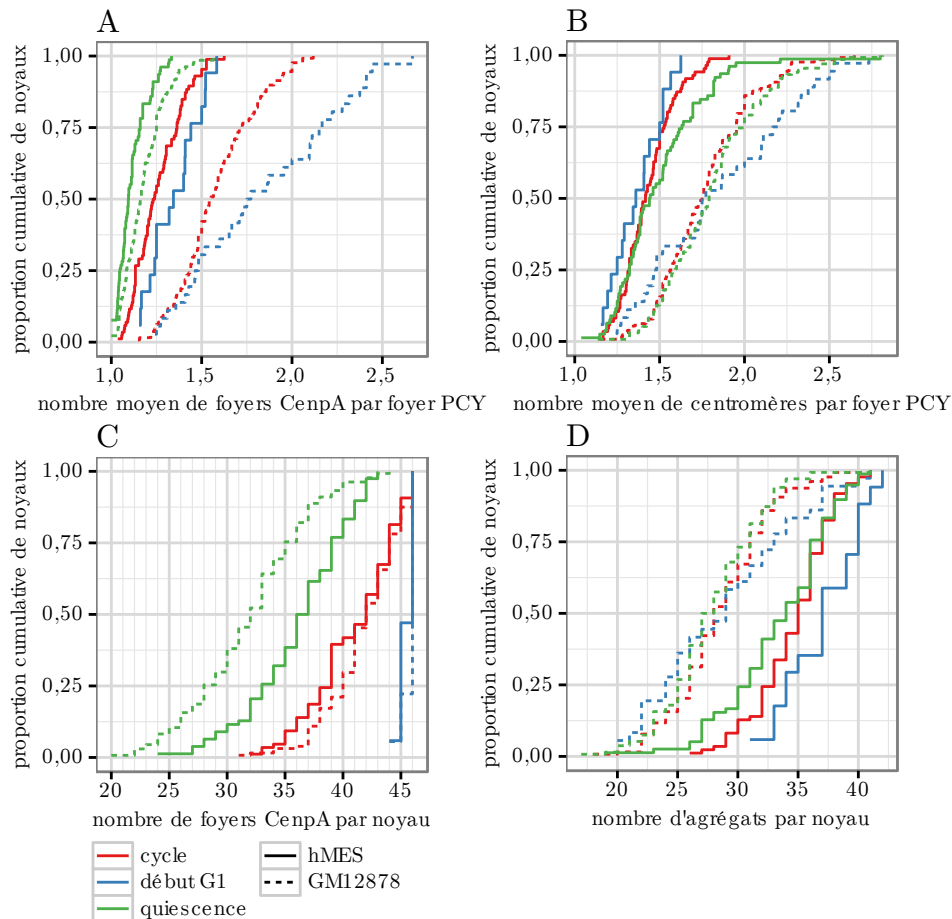 A
proportion cumulative de noyaux
1,00
0,75
0,50
0,25
0,00
1,0 1,5 2,0 2,5
nombre moyen de foyers CenpA par foyer PCY
B
proportion cumulative de noyaux
1,00
0,75
0,50
0,25
0,00
1,0 1,5 2,0 2,5
nombre moyen de centromères par foyer PCY
C
proportion cumulative de noyaux
1,00
0,75
0,50
0,25
0,00
20 25 30 35 40 45
nombre de foyers CenpA par noyau
D
proportion cumulative de noyaux
1,00
0,75
0,50
0,25
0,00
20 25 30 35 40
nombre d'agrégats par noyau
cycle
début G1
quiescence
hMES
GM12878